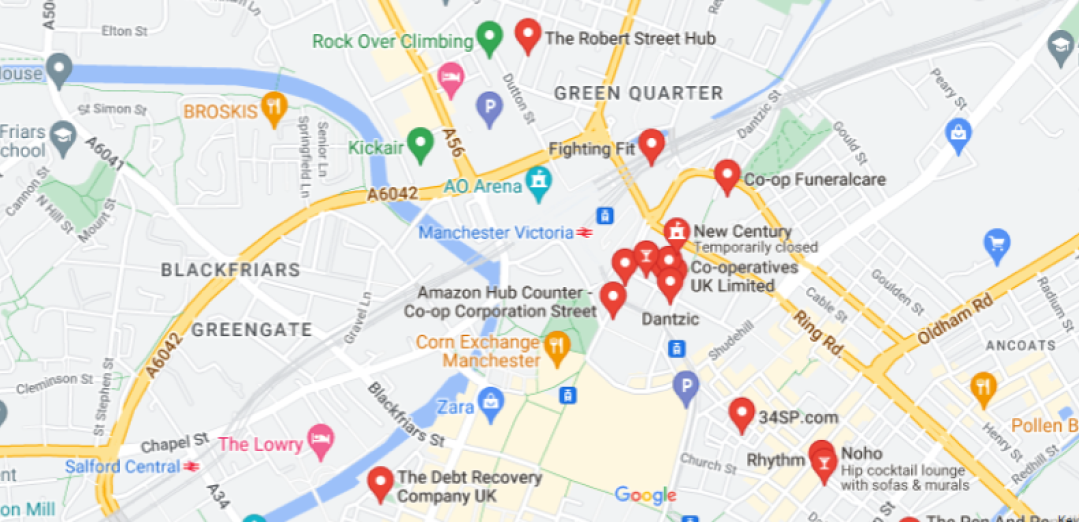 A50
Elton St
Rock Over Climbing
The Robert Street Hub
ouse
GREEN QUARTER
Dutton St
Peary St
St Simon St
BROSKIS
P
Dantzic St
Gould St
Friars
chool
A6041
Springfield Ln
Senior Ln
Kickair
A56
Fighting Fit
Cannon St
N Hill St
Mount St
A6042
AO Arena
Co-op Funeralcare
Manchester Victoria
New Century
Temporarily closed
BLACKFRIARS
Co-operatives
UK Limited
Goulden St
Radium St
Amazon Hub Counter -
Co-op Corporation Street
Dantzic
Cable St
Oldham Rd
Gravel Ln
GREENGATE
Ring Rd
Shudehill
Corn Exchange
Manchester
ANCOATS
A6042
Cleminson St
St Stephen St
Blackfriars St
P
Zara
34SP.com
Pollen B
Chapel St
The Lowry
Henry St
Redhill St
Salford Central
Church St
Rhythm
Noho
Hip cocktail lounge
with sofas & murals
nt
A34
The Debt Recovery
Company UK
Google
on Mill
D St